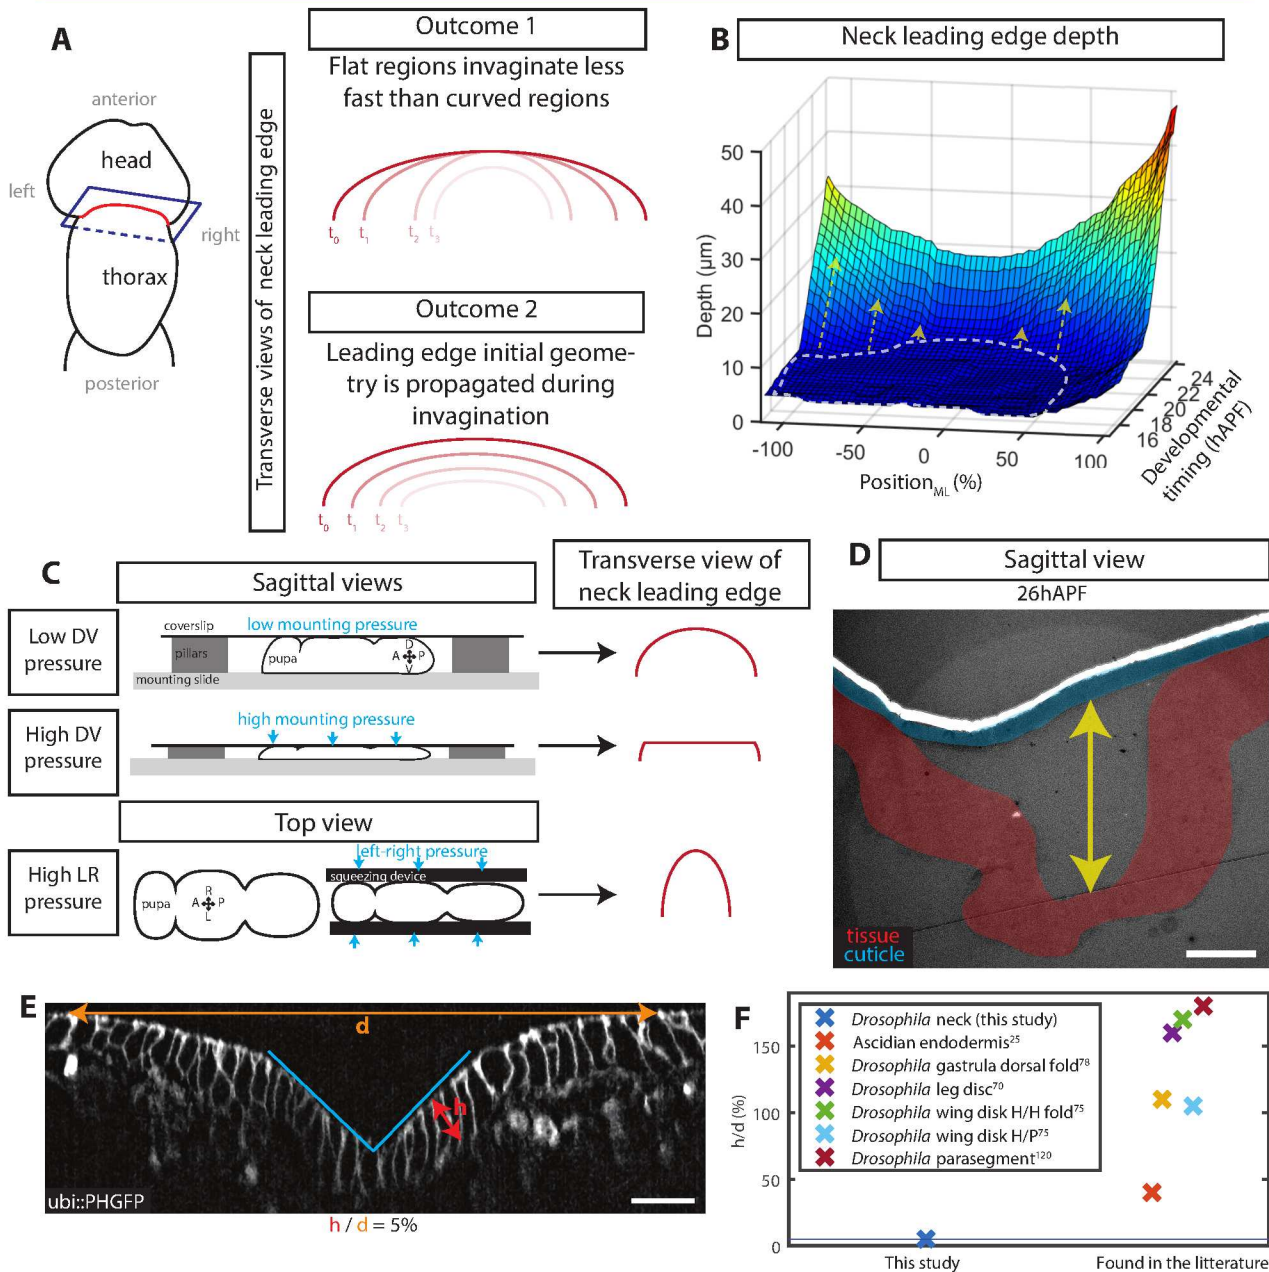 A
anterior
head
left
right
thorax
posterior
Transverse views of neck leading edge
Outcome 1
Flat regions invaginate less
fast than curved regions
t0 t1 t2 t3
Outcome 2
Leading edge initial geome-
try is propagated during
invagination
t0 t1 t2 t3
B
Neck leading edge depth
Depth (µm)
50
40
30
20
10
0
-100 -50 0 50 100
PositionML (%)
16 18 20 22 24
Developmental
timing (hAPF)
C
Sagittal views
Transverse view of
neck leading edge
Low DV
pressure
coverslip
low mounting pressure
pillars
pupa
D
A P
V
mounting slide
High DV
pressure
high mounting pressure
Top view
High LR
pressure
pupa
R
A P
L
left-right pressure
squeezing device
D
Sagittal view
26hAPF
tissue
cuticle
E
d
h
ubi::PHGFP
h / d = 5%
F
h/d (%)
150
100
50
0
Drosophila neck (this study)
Ascidian endodermis25
Drosophila gastrula dorsal fold78
Drosophila leg disc70
Drosophila wing disk H/H fold75
Drosophila wing disk H/P75
Drosophila parasegment120
This study
Found in the litterature